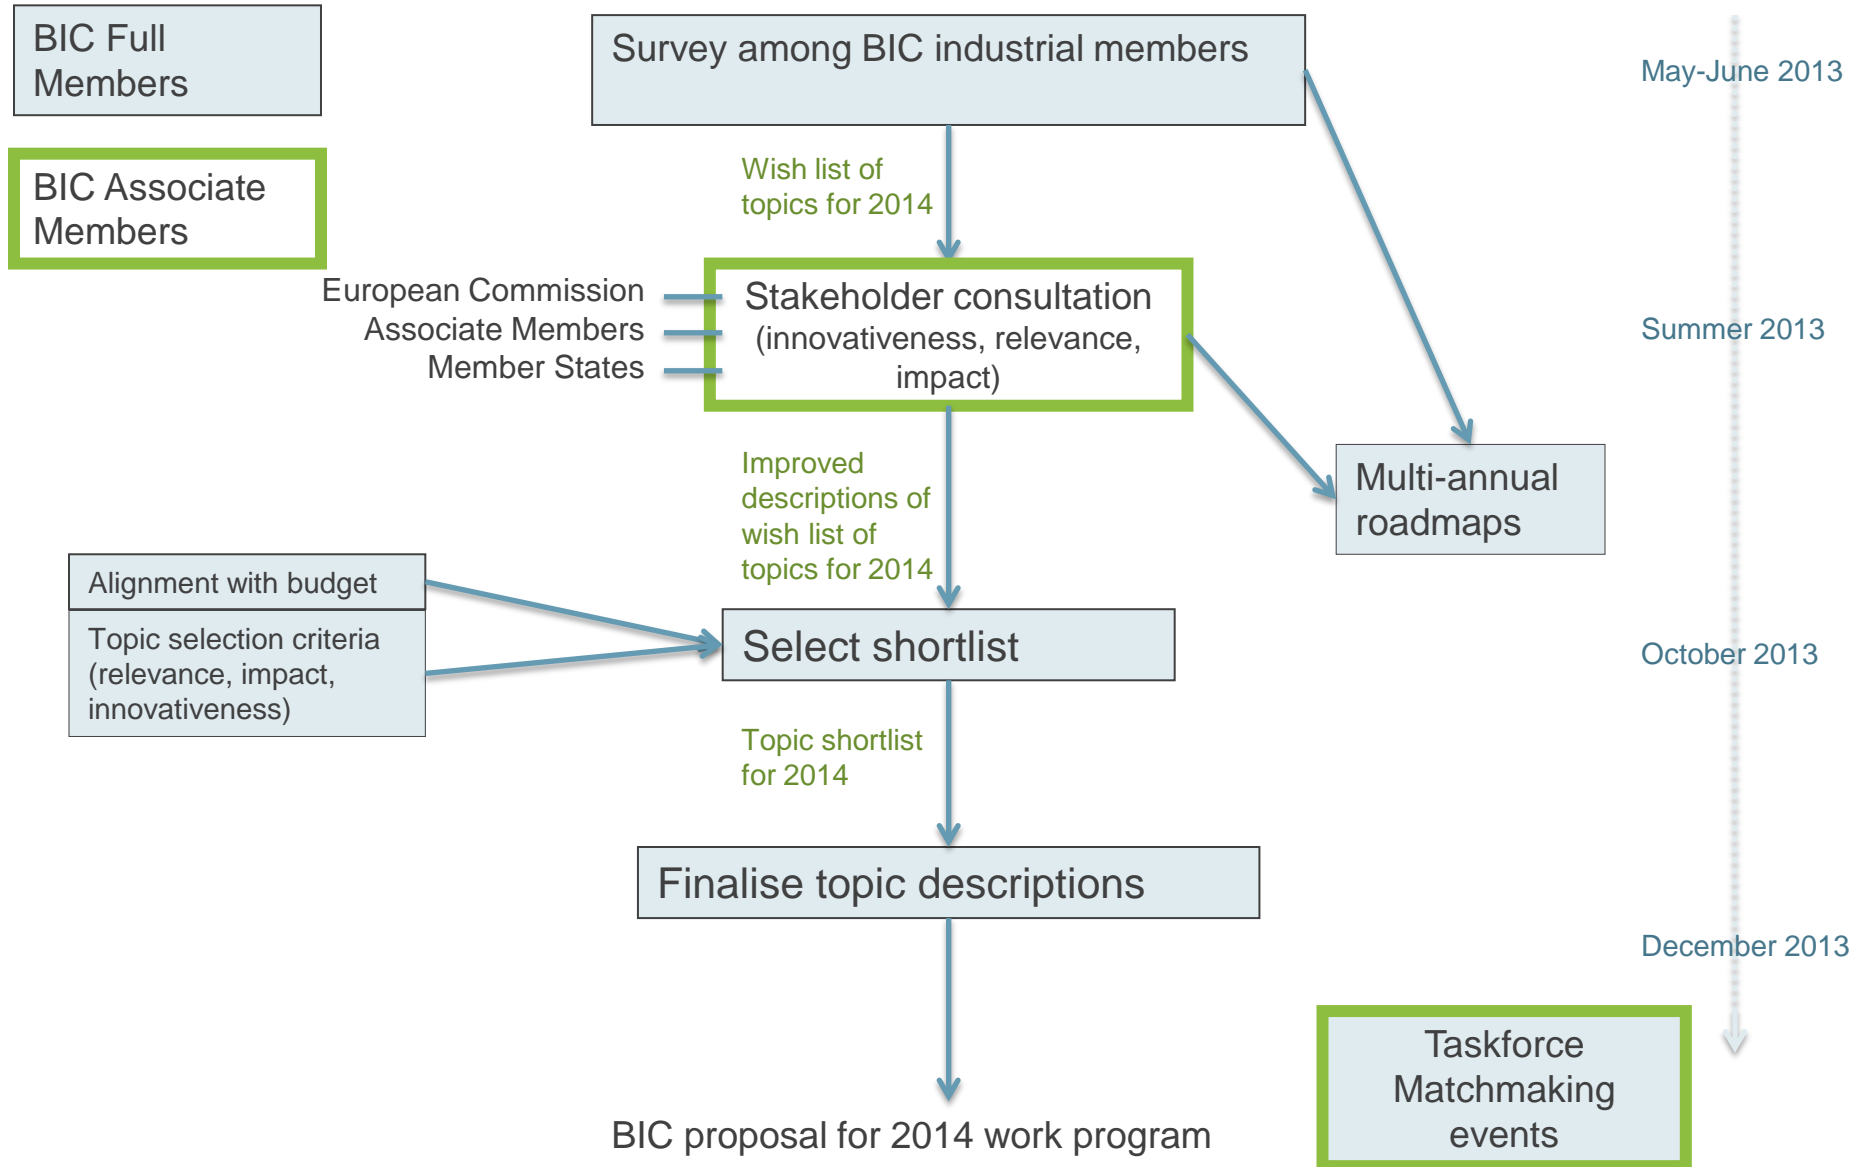 BIC Full
Members
Survey among BIC industrial members
May-June 2013
BIC Associate
Members
Wish list of
topics for 2014
European Commission
Associate Members
Member States
Stakeholder consultation
(innovativeness, relevance,
impact)
Summer 2013
Improved
descriptions of
wish list of
topics for 2014
Multi-annual
roadmaps
Alignment with budget
Topic selection criteria
(relevance, impact,
innovativeness)
Select shortlist
October 2013
Topic shortlist
for 2014
Finalise topic descriptions
December 2013
Taskforce
Matchmaking
events
BIC proposal for 2014 work program